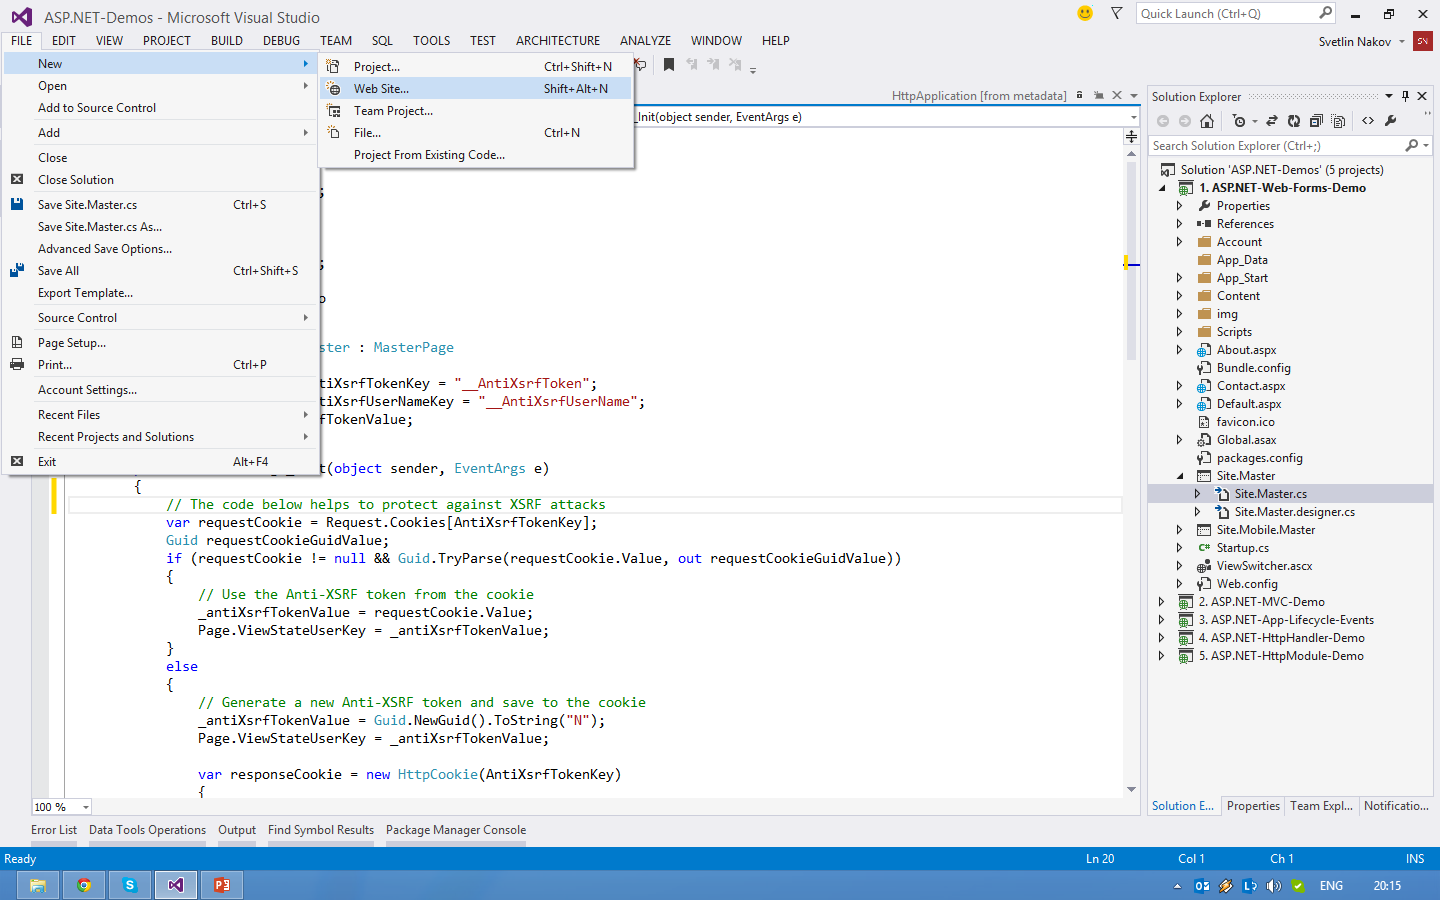 ASP.NET-Demos - Microsoft Visual Studio
Quick Launch (Ctrl+Q)
FILE EDIT VIEW PROJECT BUILD DEBUG TEAM SQL TOOLS TEST ARCHITECTURE ANALYZE WINDOW HELP
Svetlin Nakov SN
New
Open
Add to Source Control
Add
Close
Close Solution
Save Site.Master.cs Ctrl+S
Save Site.Master.cs As...
Advanced Save Options...
Save All Ctrl+Shift+S
Export Template...
Source Control
Page Setup...
Print... Ctrl+P
Account Settings...
Recent Files
Recent Projects and Solutions
Exit Alt+F4
Project... Ctrl+Shift+N
Web Site... Shift+Alt+N
Team Project...
File... Ctrl+N
Project From Existing Code...
HttpApplication [from metadata]
_Init(object sender, EventArgs e)
;
;
o
ster : MasterPage
tiXsrfTokenKey = "__AntiXsrfToken";
tiXsrfUserNameKey = "__AntiXsrfUserName";
fTokenValue;
t(object sender, EventArgs e)
{
// The code below helps to protect against XSRF attacks
var requestCookie = Request.Cookies[AntiXsrfTokenKey];
Guid requestCookieGuidValue;
if (requestCookie != null && Guid.TryParse(requestCookie.Value, out requestCookieGuidValue))
{
// Use the Anti-XSRF token from the cookie
_antiXsrfTokenValue = requestCookie.Value;
Page.ViewStateUserKey = _antiXsrfTokenValue;
}
else
{
// Generate a new Anti-XSRF token and save to the cookie
_antiXsrfTokenValue = Guid.NewGuid().ToString("N");
Page.ViewStateUserKey = _antiXsrfTokenValue;
var responseCookie = new HttpCookie(AntiXsrfTokenKey)
{
100 %
Solution Explorer
Search Solution Explorer (Ctrl+;)
Solution 'ASP.NET-Demos' (5 projects)
1. ASP.NET-Web-Forms-Demo
Properties
References
Account
App_Data
App_Start
Content
img
Scripts
About.aspx
Bundle.config
Contact.aspx
Default.aspx
favicon.ico
Global.asax
packages.config
Site.Master
Site.Master.cs
Site.Master.designer.cs
Site.Mobile.Master
Startup.cs
ViewSwitcher.ascx
Web.config
2. ASP.NET-MVC-Demo
3. ASP.NET-App-Lifecycle-Events
4. ASP.NET-HttpHandler-Demo
5. ASP.NET-HttpModule-Demo
Solution E... Properties Team Expl... Notificatio...
Error List Data Tools Operations Output Find Symbol Results Package Manager Console
Ready Ln 20 Col 1 Ch 1 INS
ENG 20:15